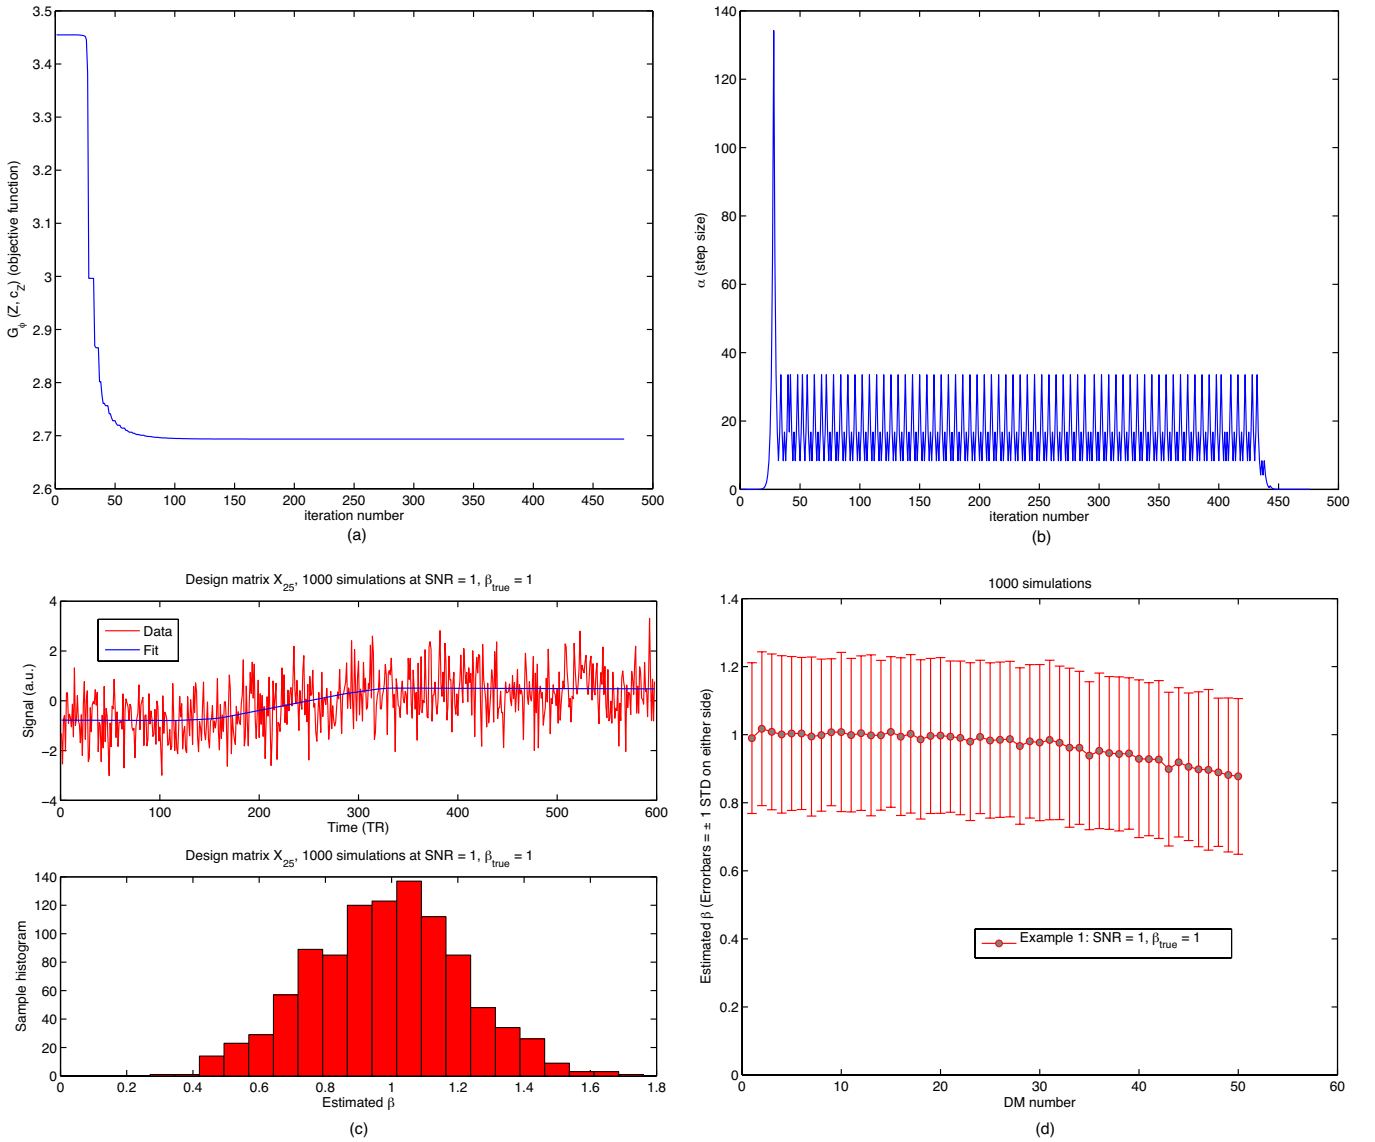 3.5
3.4
3.3
3.2
3.1
3
2.9
2.8
2.7
2.6
G_ϕ (Z, c_Z) (objective function)
0 50 100 150 200 250 300 350 400 450 500
iteration number
(a)
140
120
100
80
60
40
20
0
α (step size)
0 50 100 150 200 250 300 350 400 450 500
iteration number
(b)
Design matrix X_25, 1000 simulations at SNR = 1, β_true = 1
4
2
0
−2
−4
Signal (a.u.)
Data
Fit
0 100 200 300 400 500 600
Time (TR)
Design matrix X_25, 1000 simulations at SNR = 1, β_true = 1
140
120
100
80
60
40
20
0
Sample histogram
0 0.2 0.4 0.6 0.8 1 1.2 1.4 1.6 1.8
Estimated β
(c)
1000 simulations
1.4
1.2
1
0.8
0.6
0.4
0.2
0
Estimated β (Errorbars = ± 1 STD on either side)
Example 1: SNR = 1, β_true = 1
0 10 20 30 40 50 60
DM number
(d)